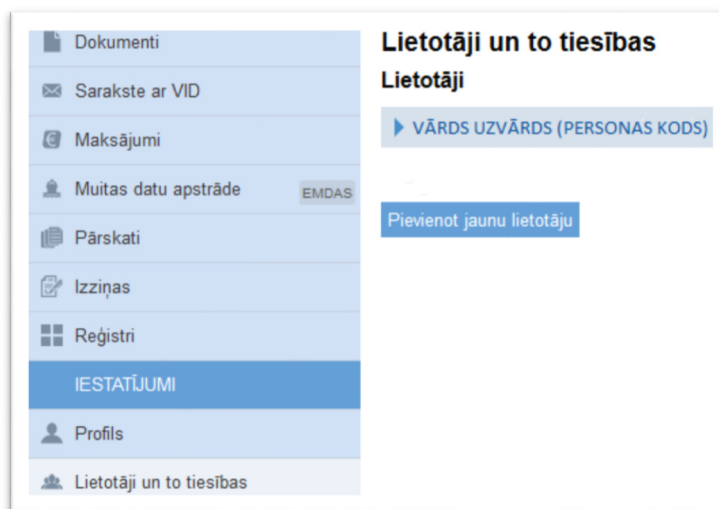 Dokumenti
Sarakste ar VID
Maksājumi
Muitas datu apstrāde EMDAS
Pārskati
Izziņas
Reģistri
IESTATĪJUMI
Profils
Lietotāji un to tiesības
Lietotāji un to tiesības
Lietotāji
VĀRDS UZVĀRDS (PERSONAS KODS)
Pievienot jaunu lietotāju